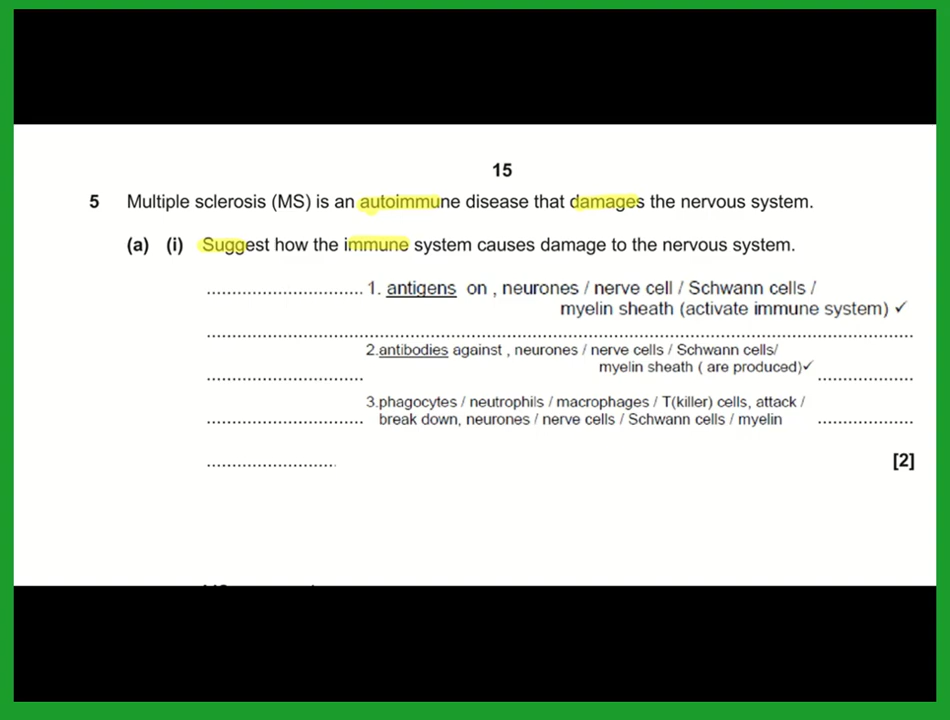 15
5 Multiple sclerosis (MS) is an autoimmune disease that damages the nervous system.
(a) (i) Suggest how the immune system causes damage to the nervous system.
1. antigens on , neurones / nerve cell / Schwann cells /
myelin sheath (activate immune system) ✓
2.antibodies against , neurones / nerve cells / Schwann cells/
myelin sheath ( are produced)✓
3.phagocytes / neutrophils / macrophages / T(killer) cells, attack /
break down, neurones / nerve cells / Schwann cells / myelin
[2]